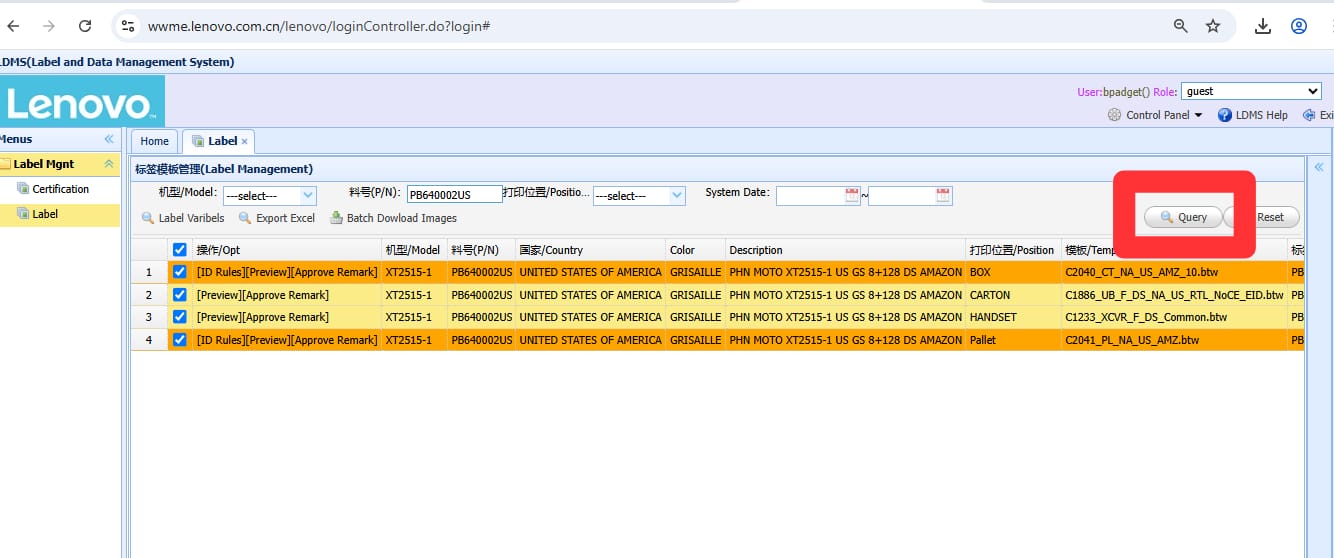 wwme.lenovo.com.cn/lenovo/loginController.do?login#
LDMS(Label and Data Management System)
Lenovo™
User:bpadget() Role: guest
Control Panel LDMS Help Exi
Menus
Home Label ×
Label Mgnt
Certification
Label
标签模板管理(Label Management)
机型/Model: ---select--- 料号(P/N): PB640002US 打印位置/Positio... ---select--- System Date: ~
Label Varibels Export Excel Batch Dowload Images Query Reset
操作/Opt 机型/Model 料号(P/N) 国家/Country Color Description 打印位置/Position 模板/Temp 标
1 [ID Rules][Preview][Approve Remark] XT2515-1 PB640002US UNITED STATES OF AMERICA GRISAILLE PHN MOTO XT2515-1 US GS 8+128 DS AMAZON BOX C2040_CT_NA_US_AMZ_10.btw PB
2 [Preview][Approve Remark] XT2515-1 PB640002US UNITED STATES OF AMERICA GRISAILLE PHN MOTO XT2515-1 US GS 8+128 DS AMAZON CARTON C1886_UB_F_DS_NA_US_RTL_NoCE_EID.btw PB
3 [Preview][Approve Remark] XT2515-1 PB640002US UNITED STATES OF AMERICA GRISAILLE PHN MOTO XT2515-1 US GS 8+128 DS AMAZON HANDSET C1233_XCVR_F_DS_Common.btw PB
4 [ID Rules][Preview][Approve Remark] XT2515-1 PB640002US UNITED STATES OF AMERICA GRISAILLE PHN MOTO XT2515-1 US GS 8+128 DS AMAZON Pallet C2041_PL_NA_US_AMZ.btw PB